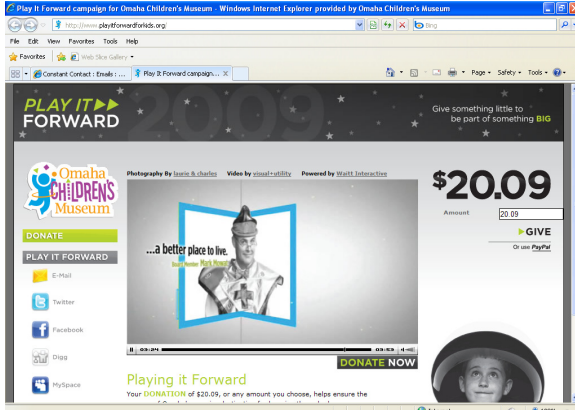 Play It Forward campaign for Omaha Children's Museum - Windows Internet Explorer provided by Omaha Children's Museum
http://www.playitforwardforkids.org/
Bing
File Edit View Favorites Tools Help
Favorites Web Slice Gallery
Constant Contact : Emails : ... Play It Forward campaign... X Page Safety Tools
PLAY IT
FORWARD
2009
Give something little to
be part of something BIG
Omaha
CHILDREN'S
Museum
Photography By laurie & charles Video by visual+utility Powered by Waitt Interactive
$20.09
Amount 20.09
GIVE
Or use PayPal
DONATE
PLAY IT FORWARD
E-Mail
Twitter
Facebook
Digg
MySpace
...a better place to live.
Board Member Mark Mowat
03:24 03:53
DONATE NOW
Playing it Forward
Your DONATION of $20.09, or any amount you choose, helps ensure the